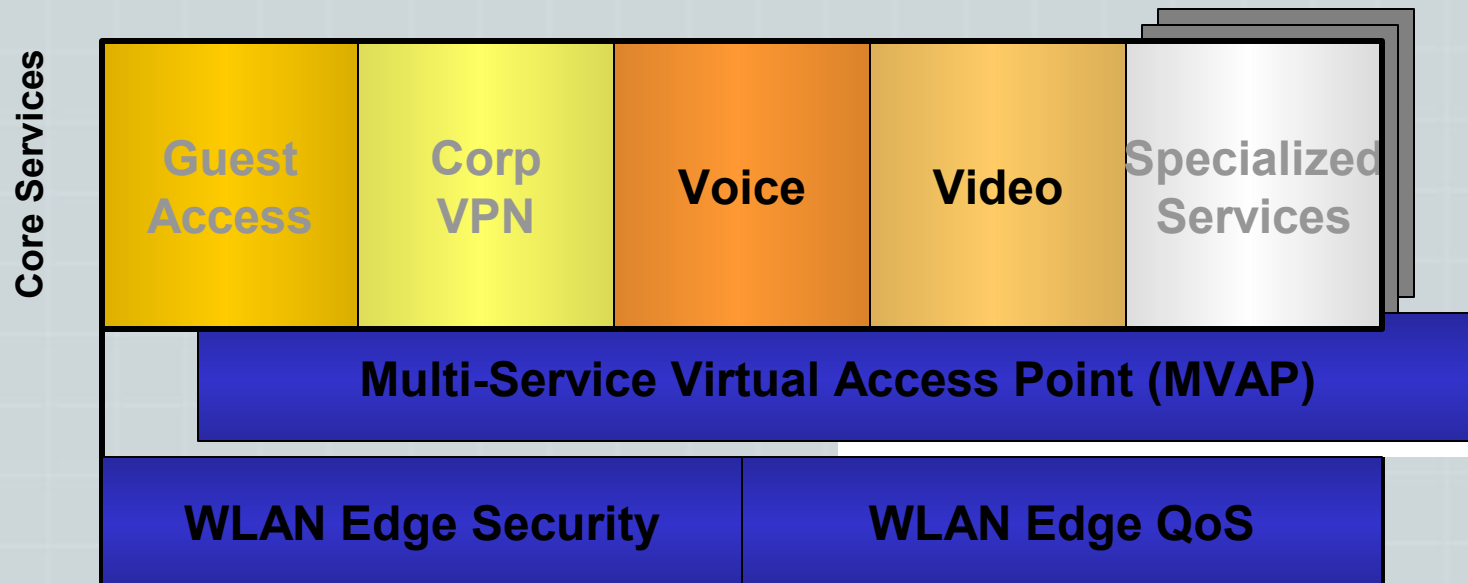 Core Services
Guest
Access
Corp
VPN
Voice
Video
Specialized
Services
Multi-Service Virtual Access Point (MVAP)
WLAN Edge Security
WLAN Edge QoS